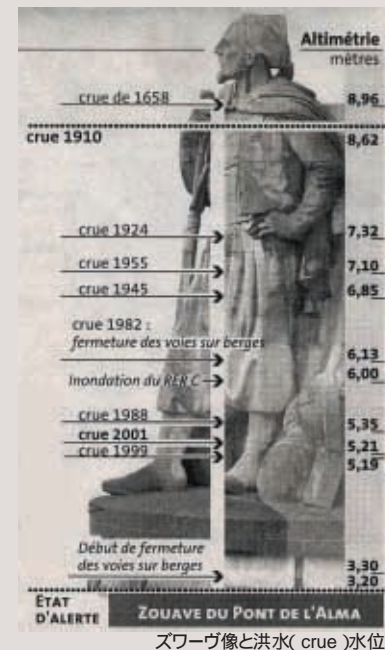 Altimétrie
mètres
crue de 1658 8,96
crue 1910 8,62
crue 1924 7,32
crue 1955 7,10
crue 1945 6,85
crue 1982 :
fermeture des voies sur berges 6,13
Inondation du RER C 6,00
crue 1988 5,35
crue 2001 5,21
crue 1999 5,19
Début de fermeture
des voies sur berges 3,30
3,20
ETAT
D'ALERTE ZOUAVE DU PONT DE L'ALMA
ズワーヴ像と洪水( crue )水位